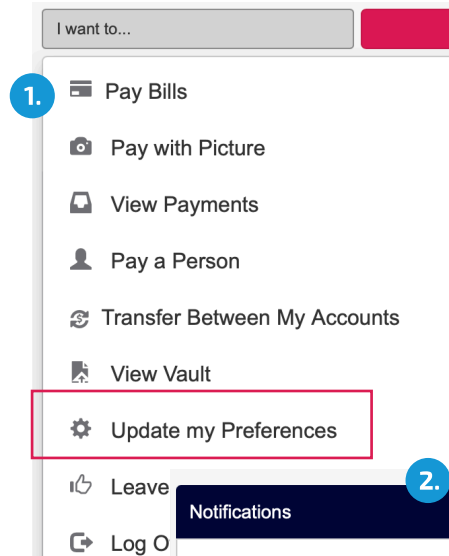 I want to...
1.
Pay Bills
Pay with Picture
View Payments
Pay a Person
Transfer Between My Accounts
View Vault
Update my Preferences
Leave
2.
Notifications
Log O